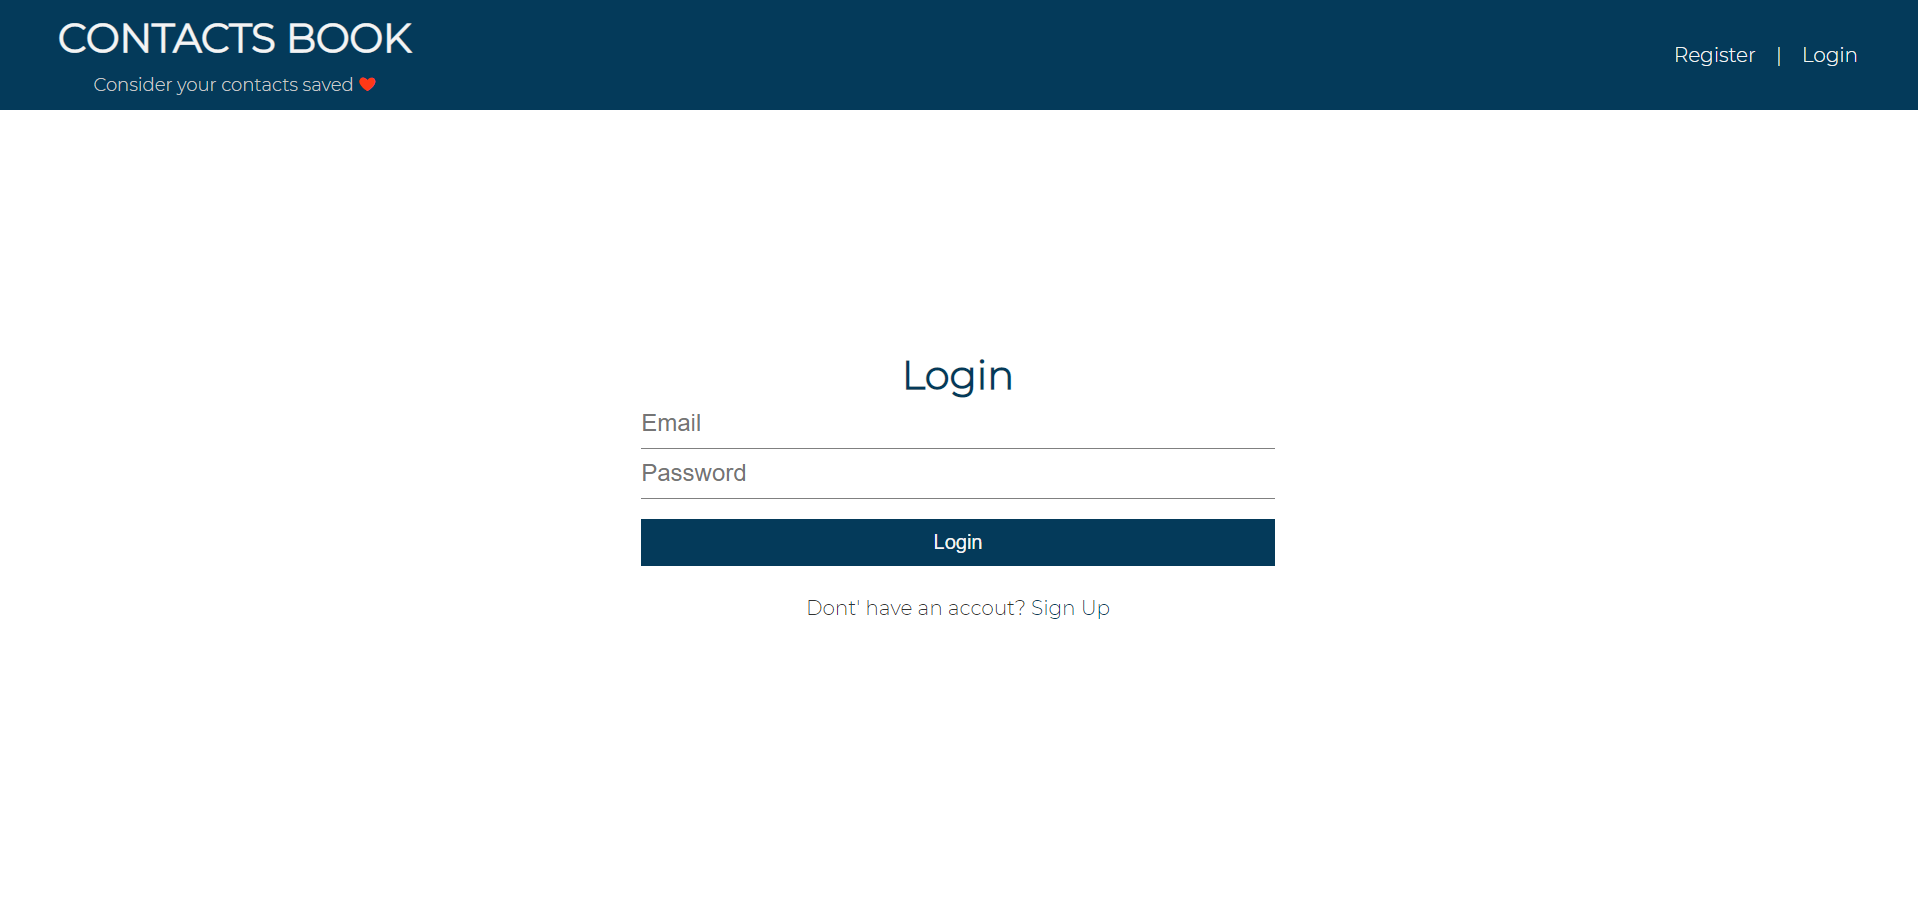 CONTACTS BOOK
Consider your contacts saved ❤
Register | Login
Login
Email
Password
Login
Dont' have an accout? Sign Up